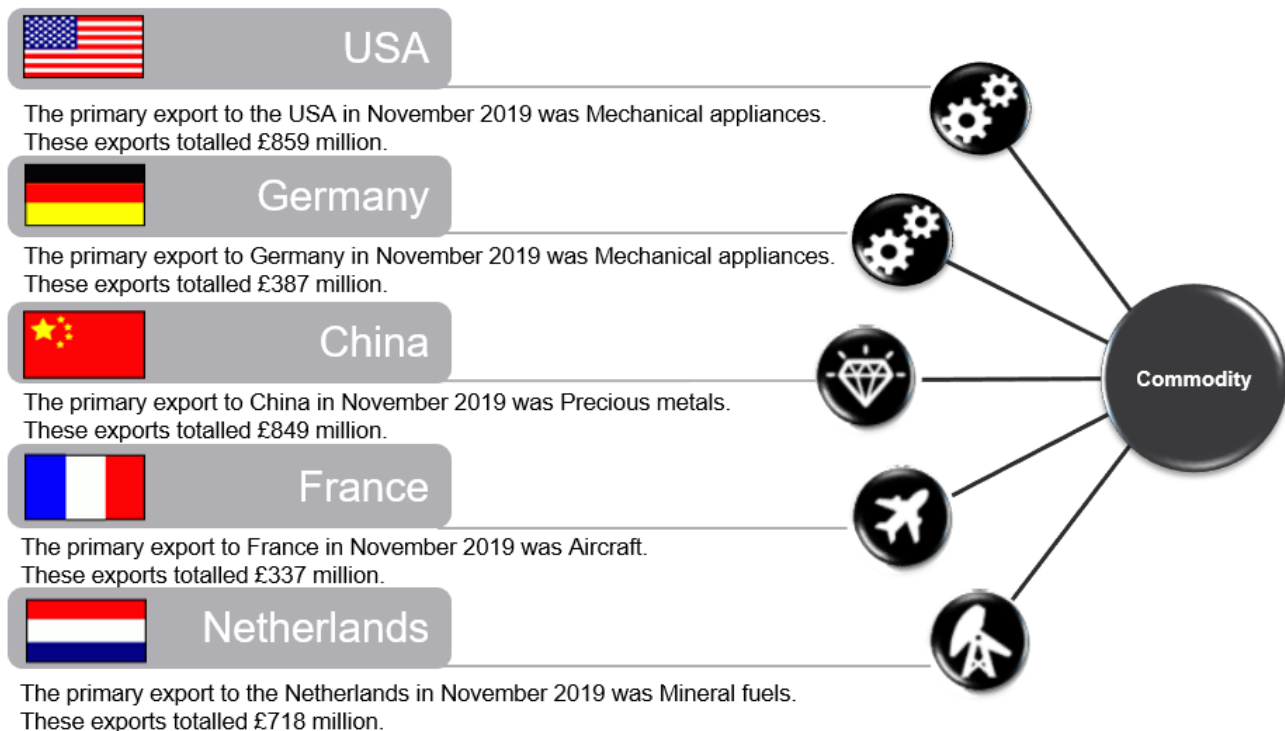 USA
The primary export to the USA in November 2019 was Mechanical appliances.
These exports totalled £859 million.
Germany
The primary export to Germany in November 2019 was Mechanical appliances.
These exports totalled £387 million.
China
The primary export to China in November 2019 was Precious metals.
These exports totalled £849 million.
France
The primary export to France in November 2019 was Aircraft.
These exports totalled £337 million.
Netherlands
The primary export to the Netherlands in November 2019 was Mineral fuels.
These exports totalled £718 million.
Commodity